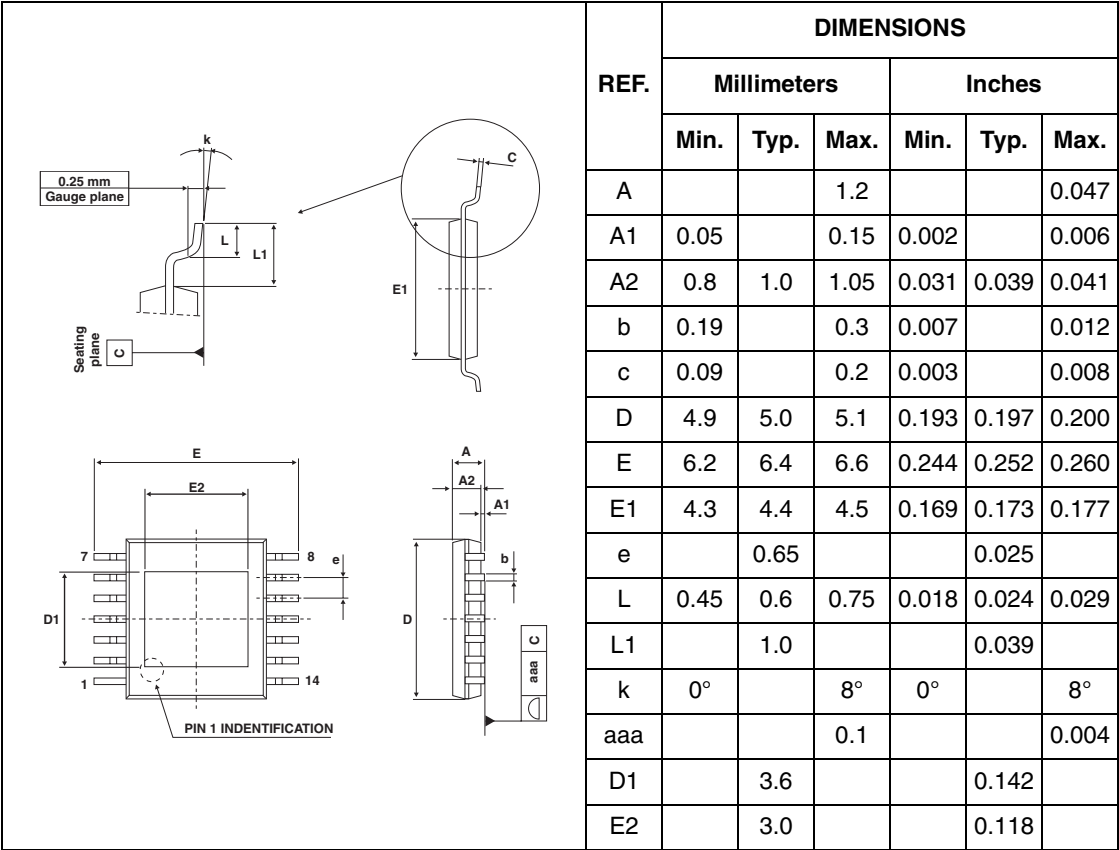 k
0.25 mm
Gauge plane
L
L1
Seating
plane
C
C
E1
E
E2
7
8
e
D1
1
14
PIN 1 INDENTIFICATION
A
A2
A1
b
D
C
aaa
REF. DIMENSIONS
Millimeters Inches
Min. Typ. Max. Min. Typ. Max.
A 1.2 0.047
A1 0.05 0.15 0.002 0.006
A2 0.8 1.0 1.05 0.031 0.039 0.041
b 0.19 0.3 0.007 0.012
c 0.09 0.2 0.003 0.008
D 4.9 5.0 5.1 0.193 0.197 0.200
E 6.2 6.4 6.6 0.244 0.252 0.260
E1 4.3 4.4 4.5 0.169 0.173 0.177
e 0.65 0.025
L 0.45 0.6 0.75 0.018 0.024 0.029
L1 1.0 0.039
k 0° 8° 0° 8°
aaa 0.1 0.004
D1 3.6 0.142
E2 3.0 0.118